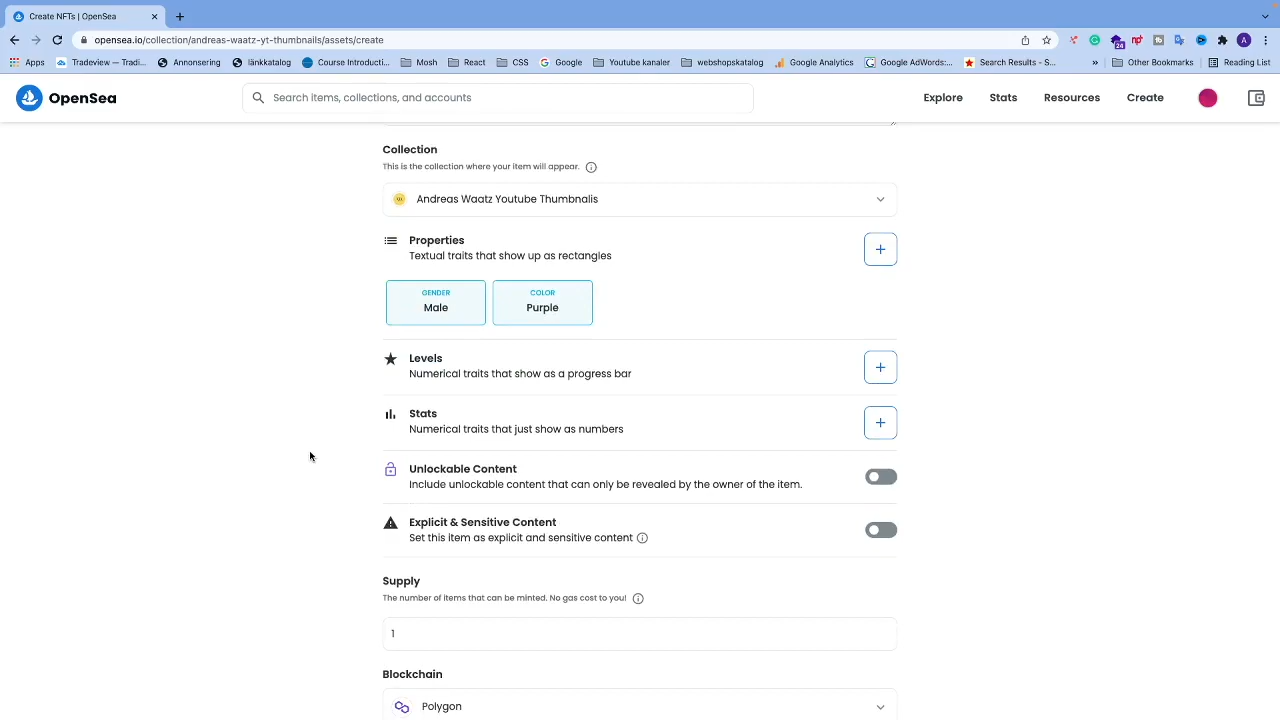 Create NFTs | OpenSea
opensea.io/collection/andreas-waatz-yt-thumbnails/assets/create
24
A
Apps
Tradeview – Tradi...
Annonsering
länkkatalog
Course Introducti...
Mosh
React
CSS
Google
Youtube kanaler
webshopskatalog
Google Analytics
Google AdWords:...
Search Results - S...
»
Other Bookmarks
Reading List
OpenSea
Search items, collections, and accounts
Explore
Stats
Resources
Create
Collection
This is the collection where your item will appear.
Andreas Waatz Youtube Thumbnalis
Properties
Textual traits that show up as rectangles
GENDER
Male
COLOR
Purple
Levels
Numerical traits that show as a progress bar
Stats
Numerical traits that just show as numbers
Unlockable Content
Include unlockable content that can only be revealed by the owner of the item.
Explicit & Sensitive Content
Set this item as explicit and sensitive content
Supply
The number of items that can be minted. No gas cost to you!
1
Blockchain
Polygon